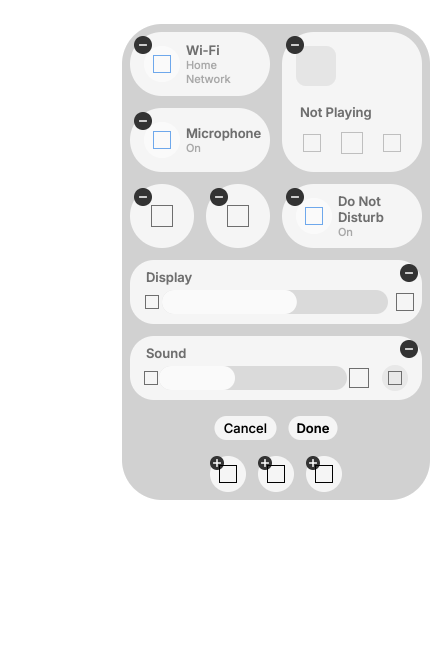 Wi-Fi
Home
Network
Not Playing
Microphone
On
Do Not
Disturb
On
Display
Sound
Cancel
Done